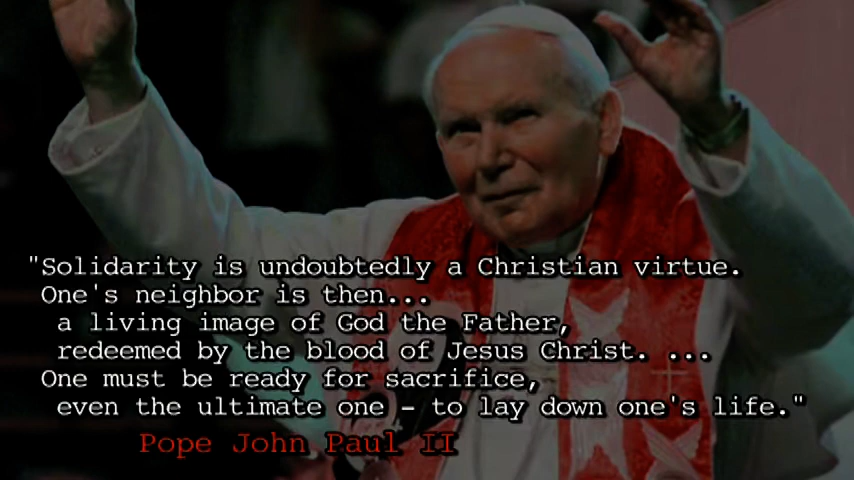 "Solidarity is undoubtedly a Christian virtue.
One's neighbor is then...
a living image of God the Father,
redeemed by the blood of Jesus Christ. ...
One must be ready for sacrifice,
even the ultimate one – to lay down one's life."
Pope John Paul II